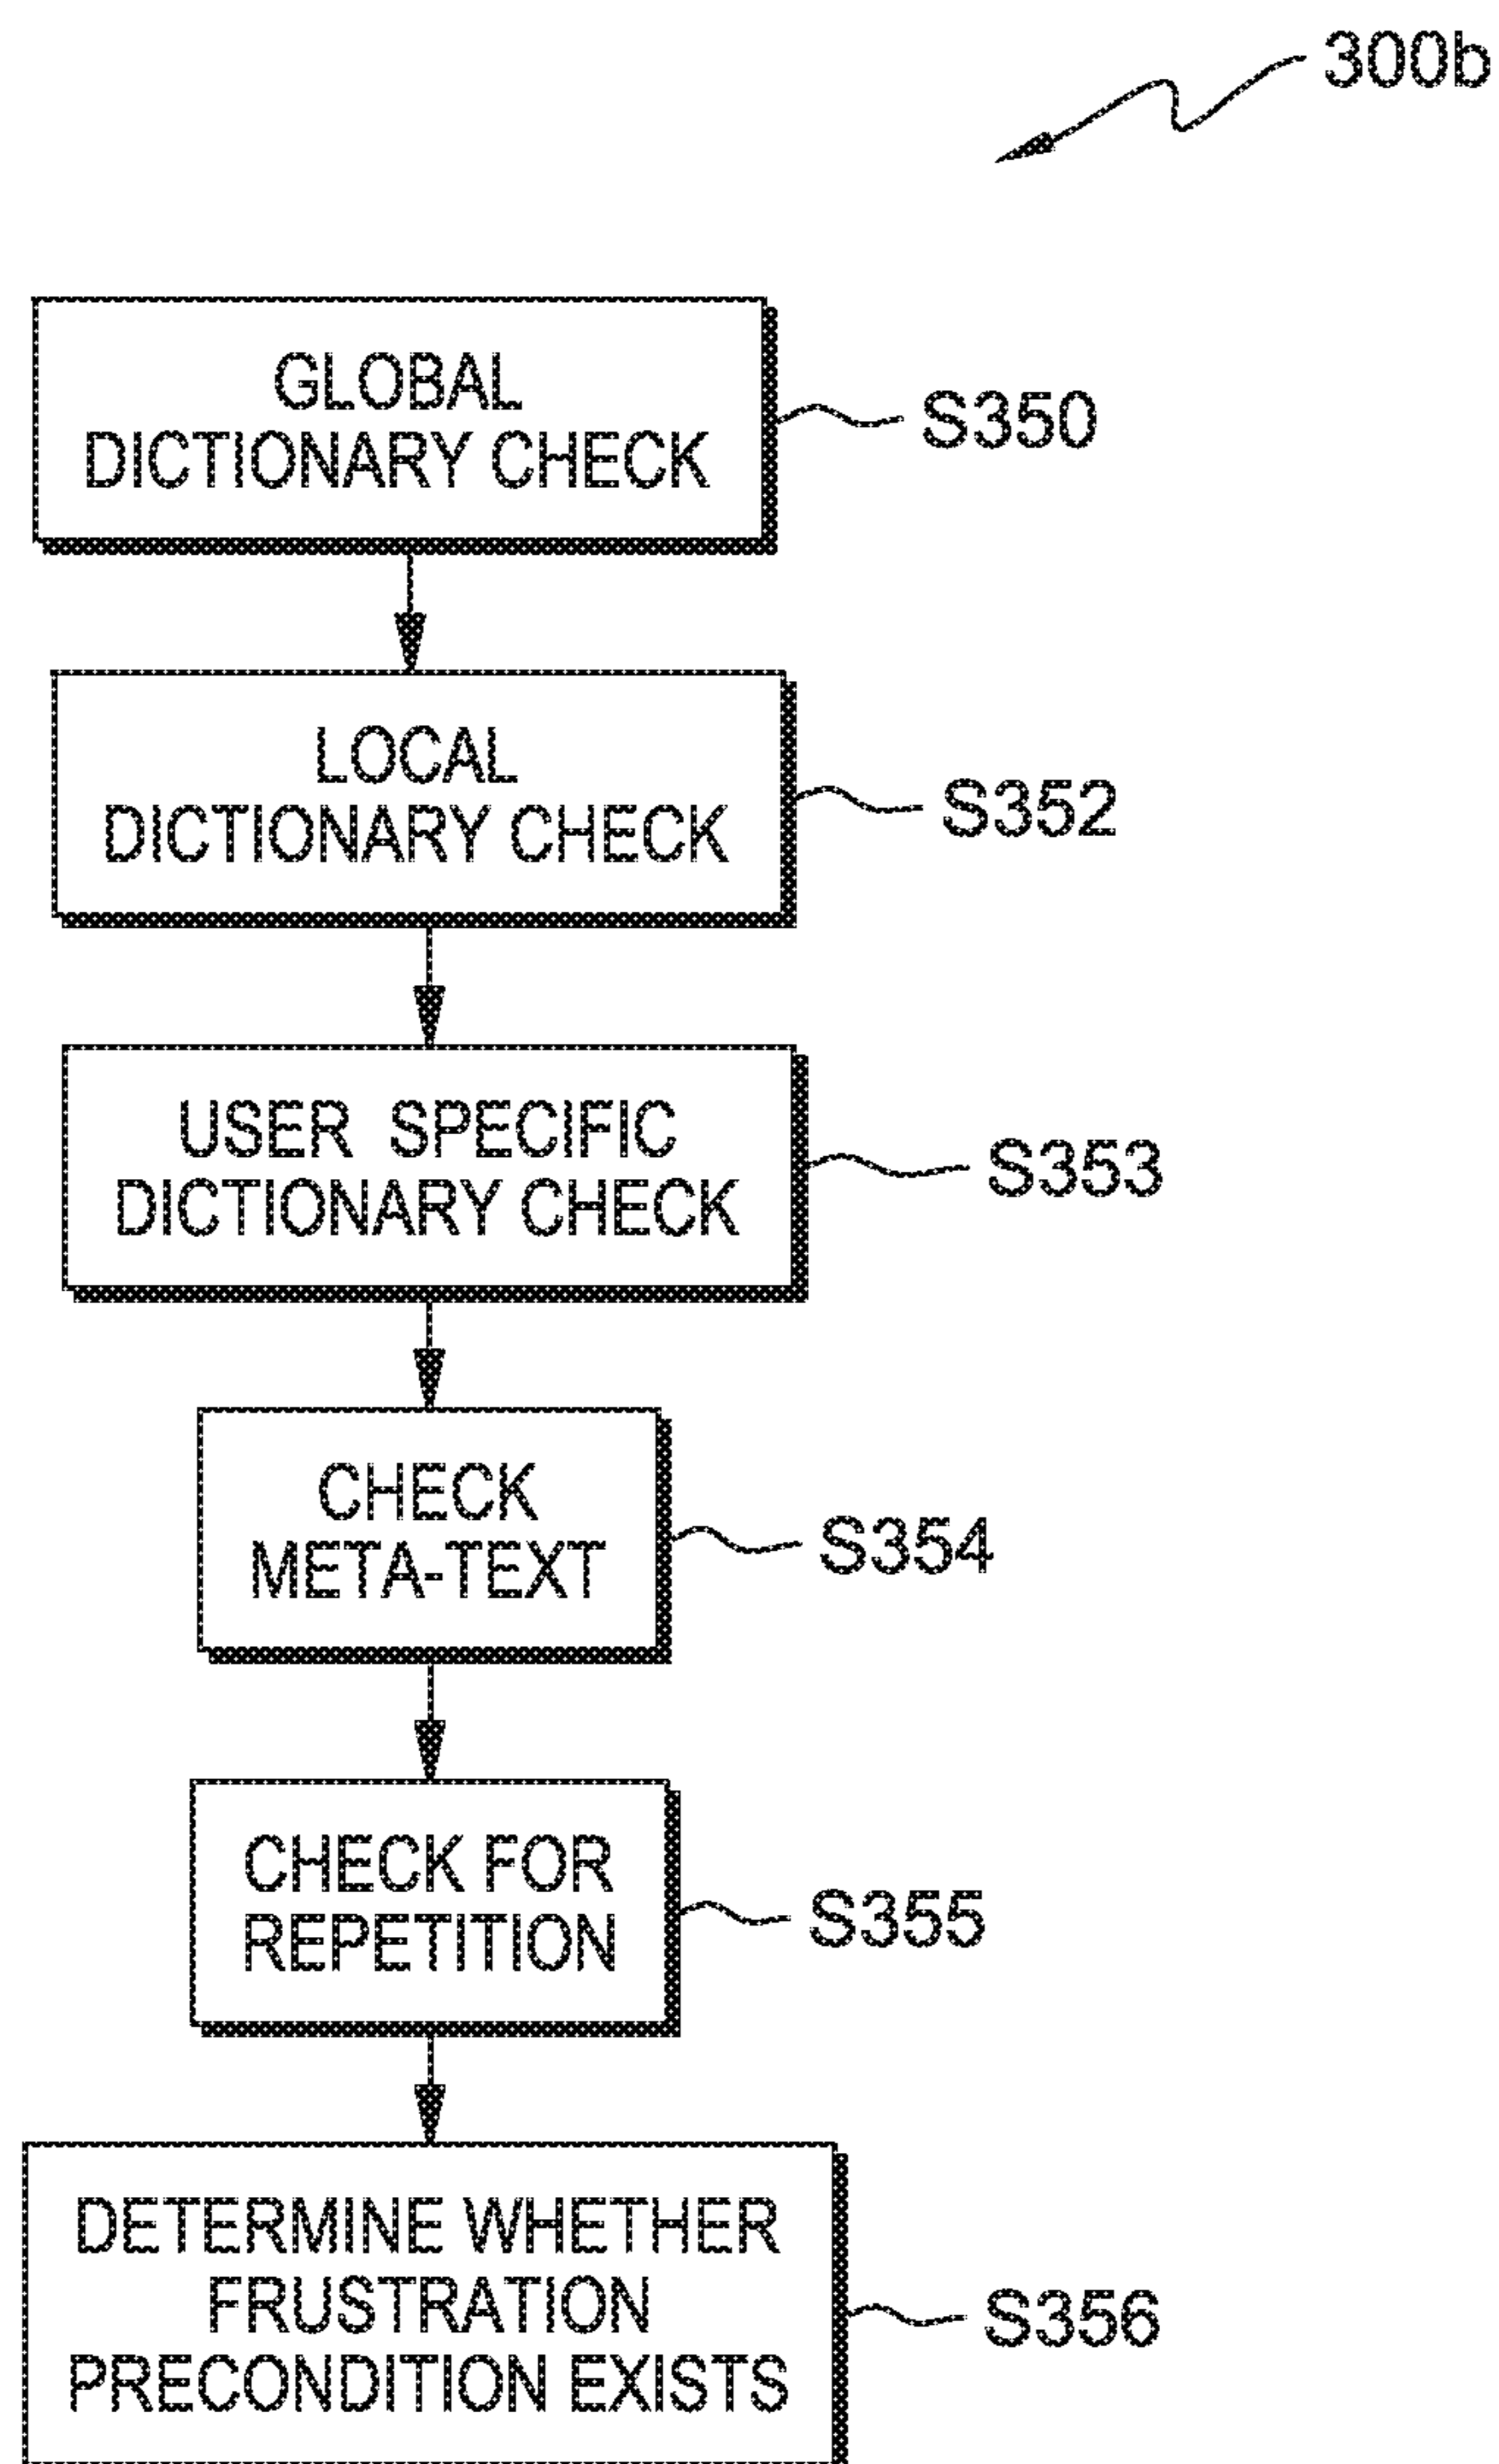 300b
GLOBAL
DICTIONARY CHECK
S350
LOCAL
DICTIONARY CHECK
S352
USER SPECIFIC
DICTIONARY CHECK
S353
CHECK
META-TEXT
S354
CHECK FOR
REPETITION
S355
DETERMINE WHETHER
FRUSTRATION
PRECONDITION EXISTS
S356